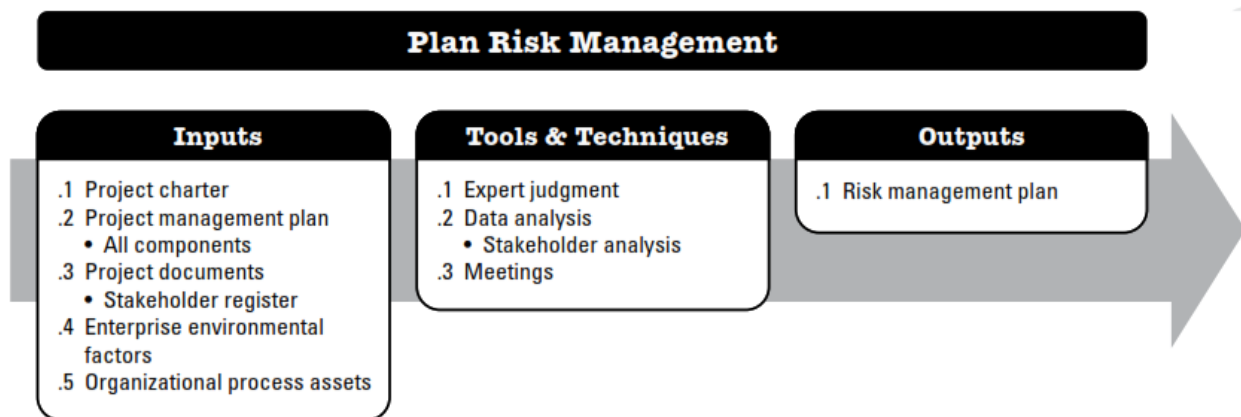 Plan Risk Management
Inputs
.1 Project charter
.2 Project management plan
• All components
.3 Project documents
• Stakeholder register
.4 Enterprise environmental
factors
.5 Organizational process assets
Tools & Techniques
.1 Expert judgment
.2 Data analysis
• Stakeholder analysis
.3 Meetings
Outputs
.1 Risk management plan